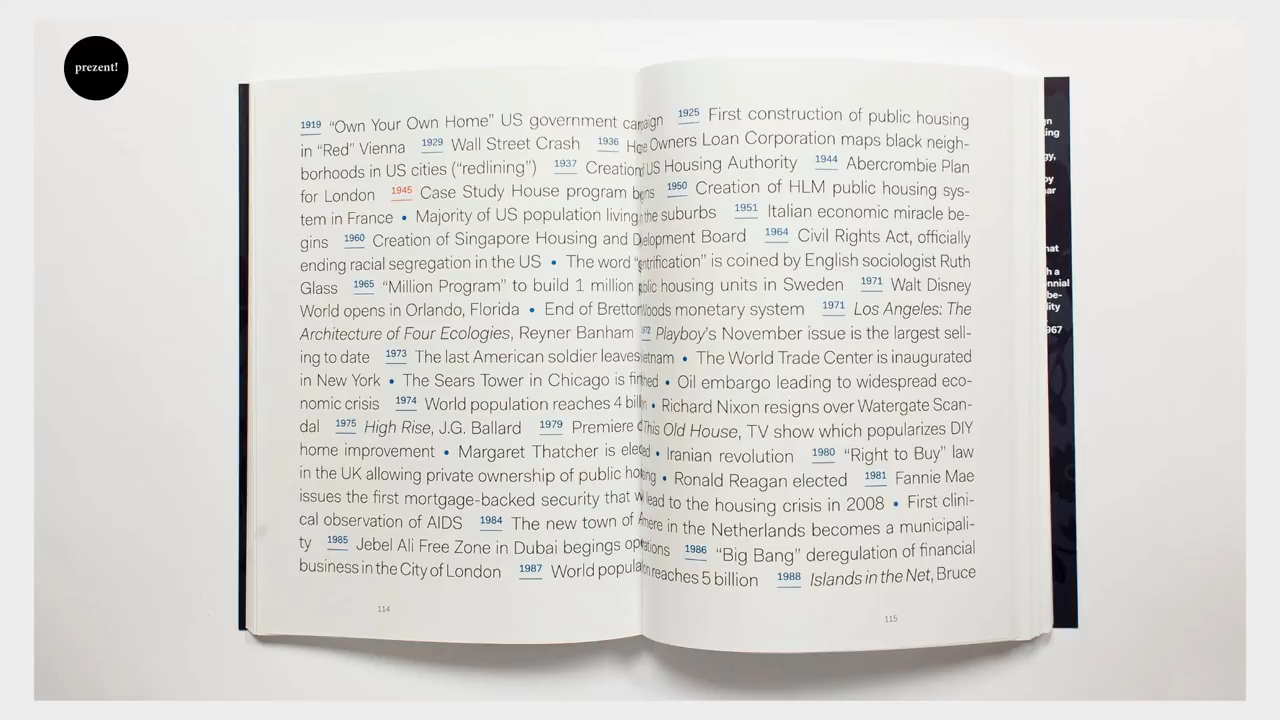 prezent!
1919 “Own Your Own Home” US government campaign 1925 First construction of public housing
in “Red” Vienna 1929 Wall Street Crash 1936 Home Owners Loan Corporation maps black neigh-
borhoods in US cities (“redlining”) 1937 Creation of US Housing Authority 1944 Abercrombie Plan
for London 1945 Case Study House program begins 1950 Creation of HLM public housing sys-
tem in France • Majority of US population living in the suburbs 1951 Italian economic miracle be-
gins 1960 Creation of Singapore Housing and Development Board 1964 Civil Rights Act, officially
ending racial segregation in the US • The word “gentrification” is coined by English sociologist Ruth
Glass 1965 “Million Program” to build 1 million public housing units in Sweden 1971 Walt Disney
World opens in Orlando, Florida • End of Bretton Woods monetary system 1971 Los Angeles: The
Architecture of Four Ecologies, Reyner Banham 1972 Playboy's November issue is the largest sell-
ing to date 1973 The last American soldier leaves Vietnam • The World Trade Center is inaugurated
in New York • The Sears Tower in Chicago is finished • Oil embargo leading to widespread eco-
nomic crisis 1974 World population reaches 4 billion • Richard Nixon resigns over Watergate Scan-
dal 1975 High Rise, J.G. Ballard 1979 Premiere of This Old House, TV show which popularizes DIY
home improvement • Margaret Thatcher is elected • Iranian revolution 1980 “Right to Buy” law
in the UK allowing private ownership of public housing • Ronald Reagan elected 1981 Fannie Mae
issues the first mortgage-backed security that will lead to the housing crisis in 2008 • First clini-
cal observation of AIDS 1984 The new town of Almere in the Netherlands becomes a municipali-
ty 1985 Jebel Ali Free Zone in Dubai begings operations 1986 “Big Bang” deregulation of financial
business in the City of London 1987 World population reaches 5 billion 1988 Islands in the Net, Bruce
114
115